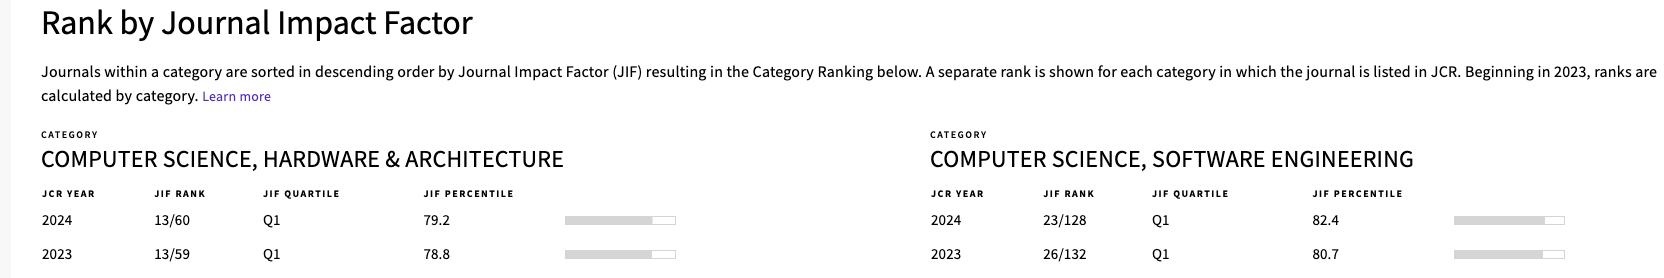 Rank by Journal Impact Factor
Journals within a category are sorted in descending order by Journal Impact Factor (JIF) resulting in the Category Ranking below. A separate rank is shown for each category in which the journal is listed in JCR. Beginning in 2023, ranks are
calculated by category. Learn more
CATEGORY
COMPUTER SCIENCE, HARDWARE & ARCHITECTURE
JCR YEAR JIF RANK JIF QUARTILE JIF PERCENTILE
2024 13/60 Q1 79.2
2023 13/59 Q1 78.8
CATEGORY
COMPUTER SCIENCE, SOFTWARE ENGINEERING
JCR YEAR JIF RANK JIF QUARTILE JIF PERCENTILE
2024 23/128 Q1 82.4
2023 26/132 Q1 80.7